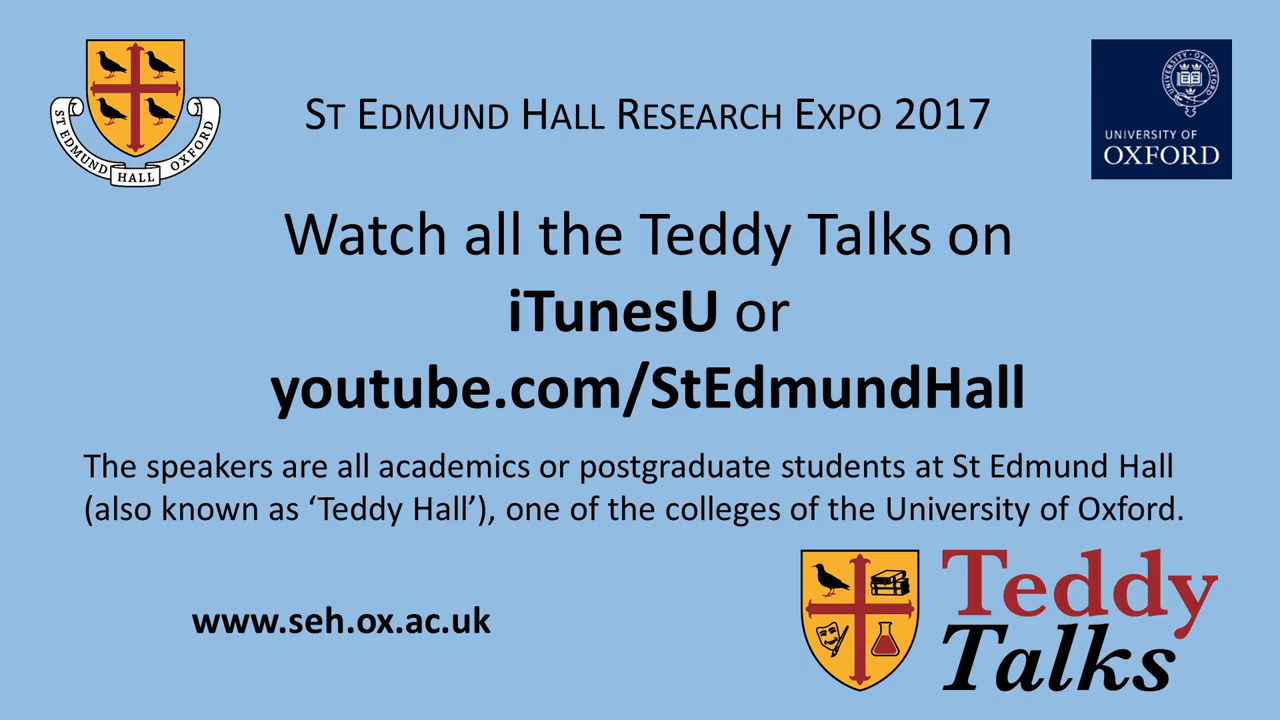 ST EDMUND HALL OXFORD
ST EDMUND HALL RESEARCH EXPO 2017
UNIVERSITY OF OXFORD
UNIVERSITY OF
OXFORD
Watch all the Teddy Talks on
iTunesU or
youtube.com/StEdmundHall
The speakers are all academics or postgraduate students at St Edmund Hall
(also known as ‘Teddy Hall’), one of the colleges of the University of Oxford.
www.seh.ox.ac.uk
Teddy
Talks